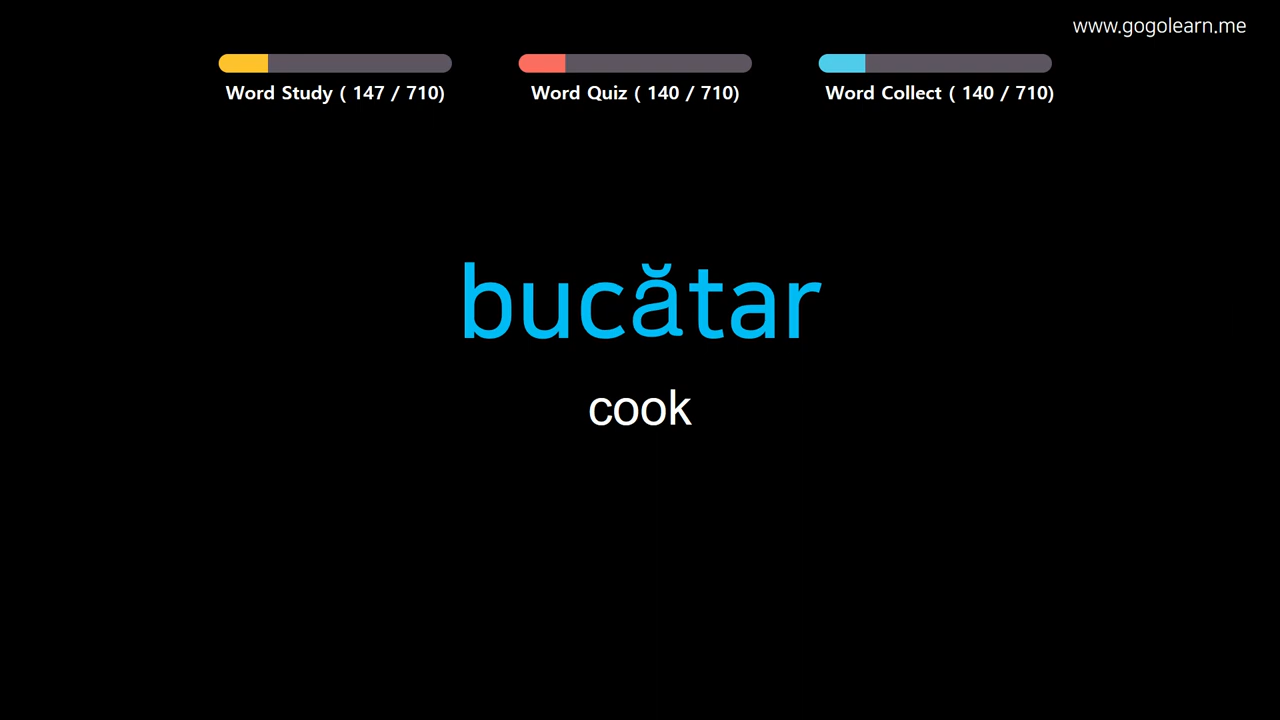 www.gogolearn.me
Word Study ( 147 / 710)
Word Quiz ( 140 / 710)
Word Collect ( 140 / 710)
bucătar
cook